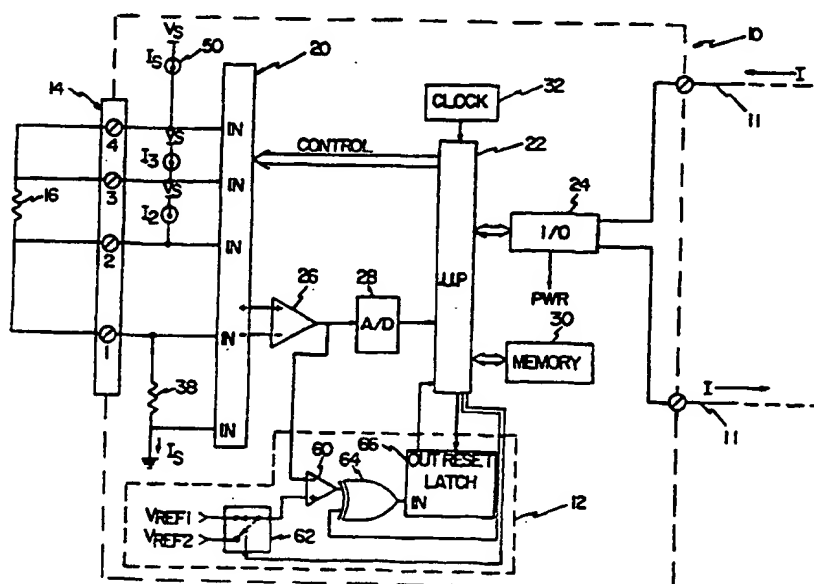 VS
IS
50
20
10
I
14
CLOCK
32
11
4
VS
CONTROL
22
I3
IN
24
3
VS
16
I2
I/O
2
IN
26
28
μP
PWR
30
A/D
MEMORY
1
IN
I
38
11
IN
66
IS
60
64
OUT RESET
LATCH
12
VREF1
IN
VREF2
62
IN